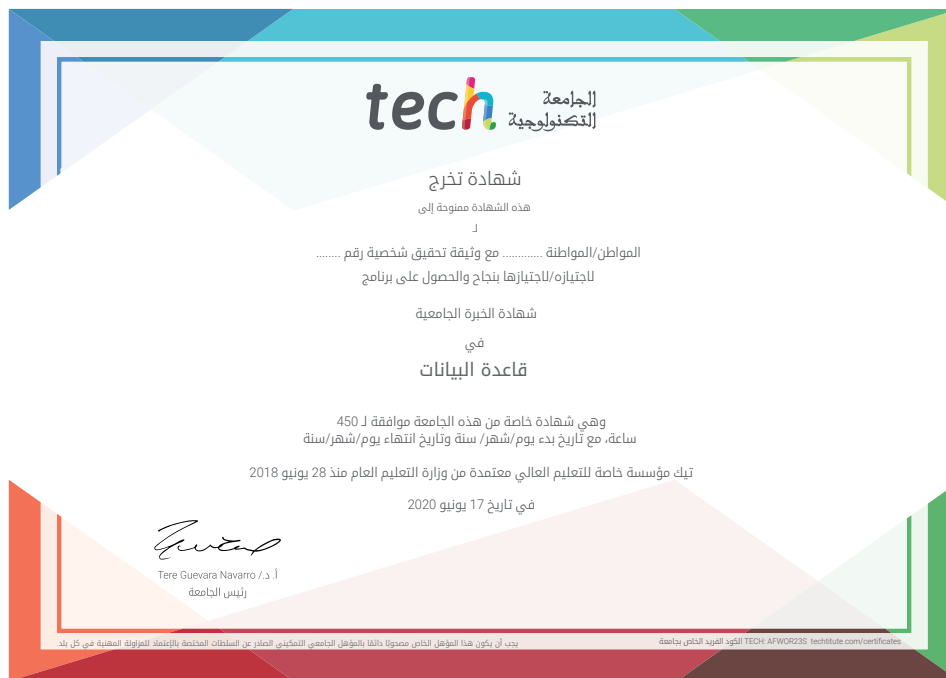 tech الجامعة
التكنولوجية
شهادة تخرج
هذه الشهادة ممنوحة إلى
لـ
المواطن/المواطنة ............. مع وثيقة تحقيق شخصية رقم ........
لاجتيازه/لاجتيازها بنجاح والحصول على برنامج
شهادة الخبرة الجامعية
في
قاعدة البيانات
وهي شهادة خاصة من هذه الجامعة موافقة لـ 450
ساعة، مع تاريخ بدء يوم/شهر/ سنة وتاريخ انتهاء يوم/شهر/سنة
تيك مؤسسة خاصة للتعليم العالي معتمدة من وزارة التعليم العام منذ 28 يونيو 2018
في تاريخ 17 يونيو 2020
أ. د./ Tere Guevara Navarro
رئيس الجامعة
الكود الفريد الخاص بجامعة TECH: AFWOR23S techtitute.com/certificates
يجب أن يكون هذا المؤهل الخاص مصحوبًا دائمًا بالمؤهل الجامعي التمكيني الصادر عن السلطات المختصة بالإعتماد للمزاولة المهنية في كل بلد.